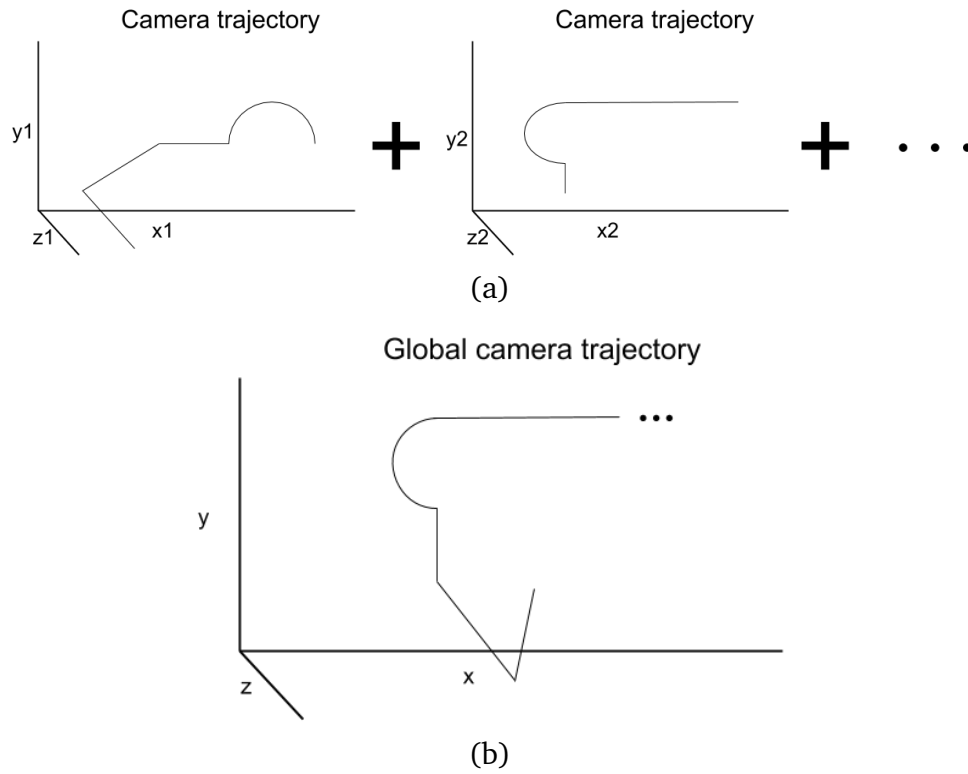 Camera trajectory
Camera trajectory
y1
y2
+
+ . . .
z1
x1
z2
x2
(a)
Global camera trajectory
...
y
z
x
(b)